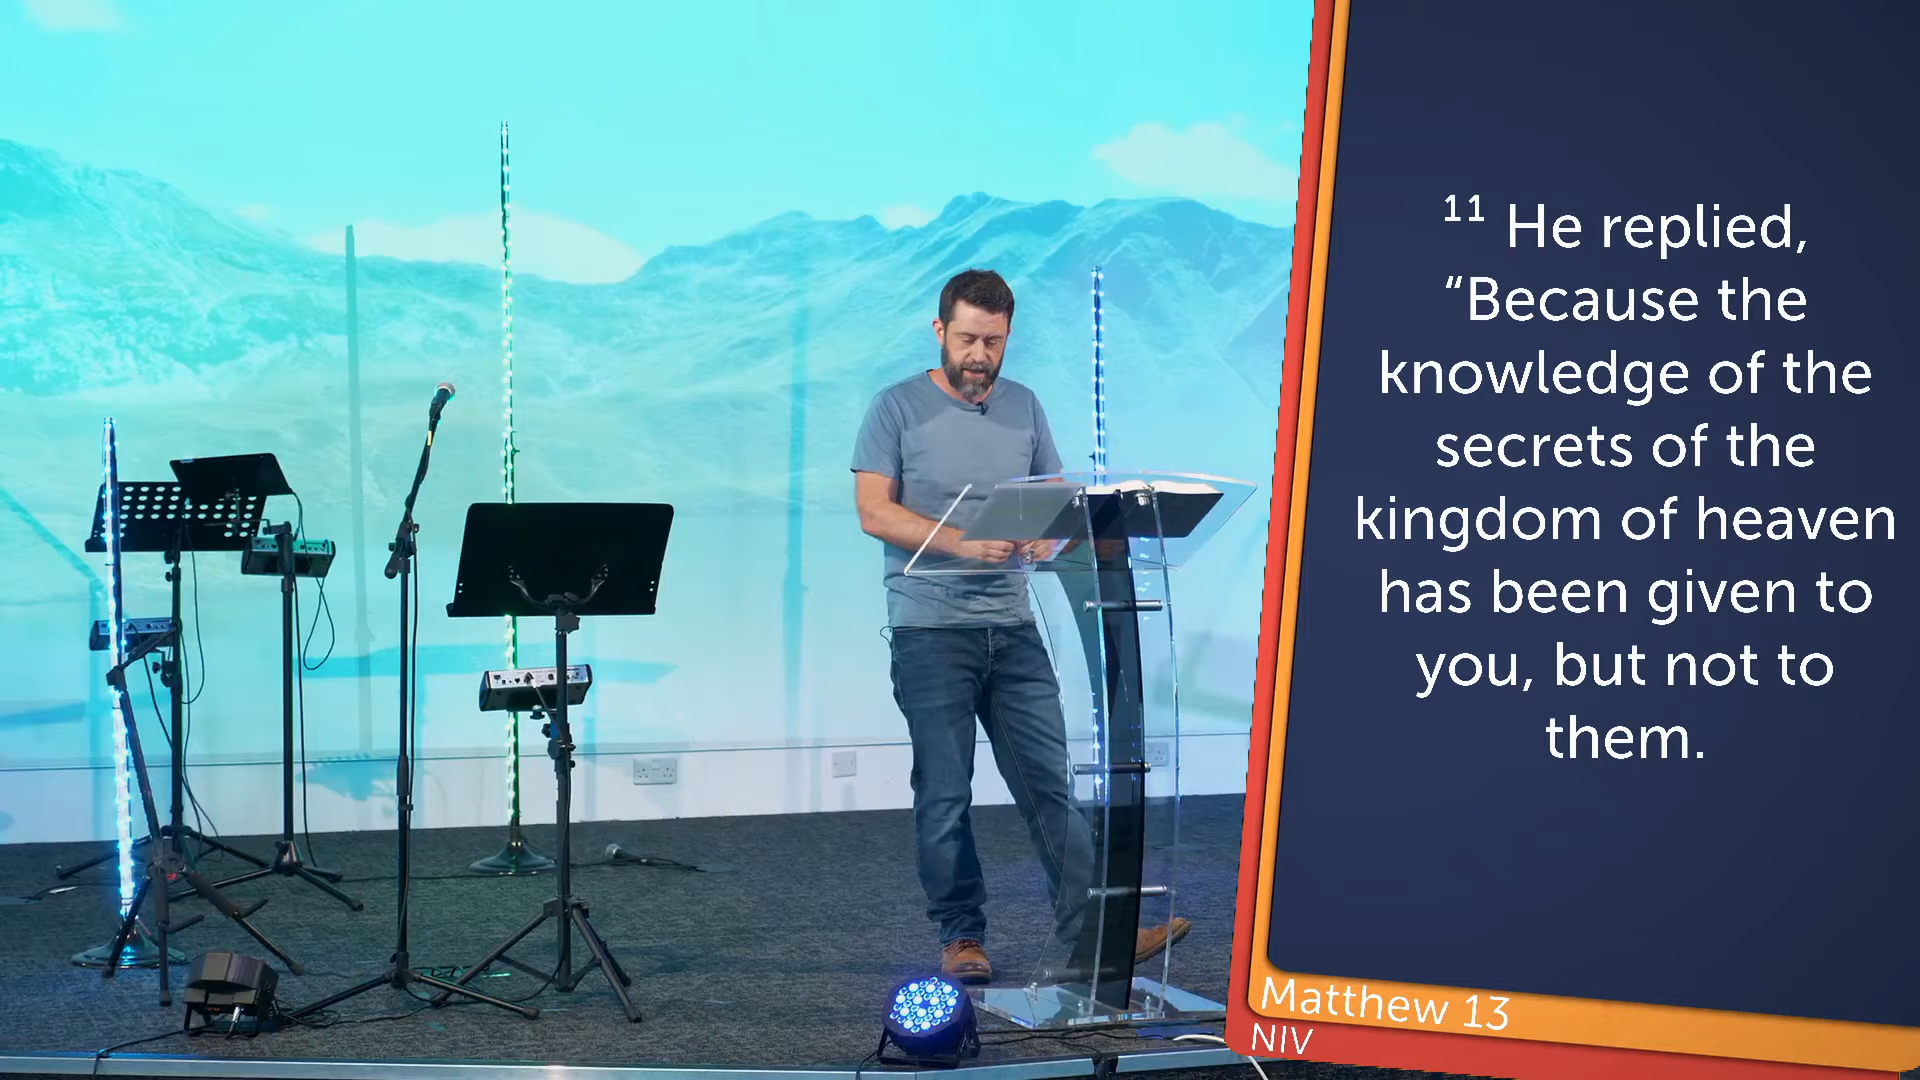 11 He replied,
“Because the
knowledge of the
secrets of the
kingdom of heaven
has been given to
you, but not to
them.
Matthew 13
NIV